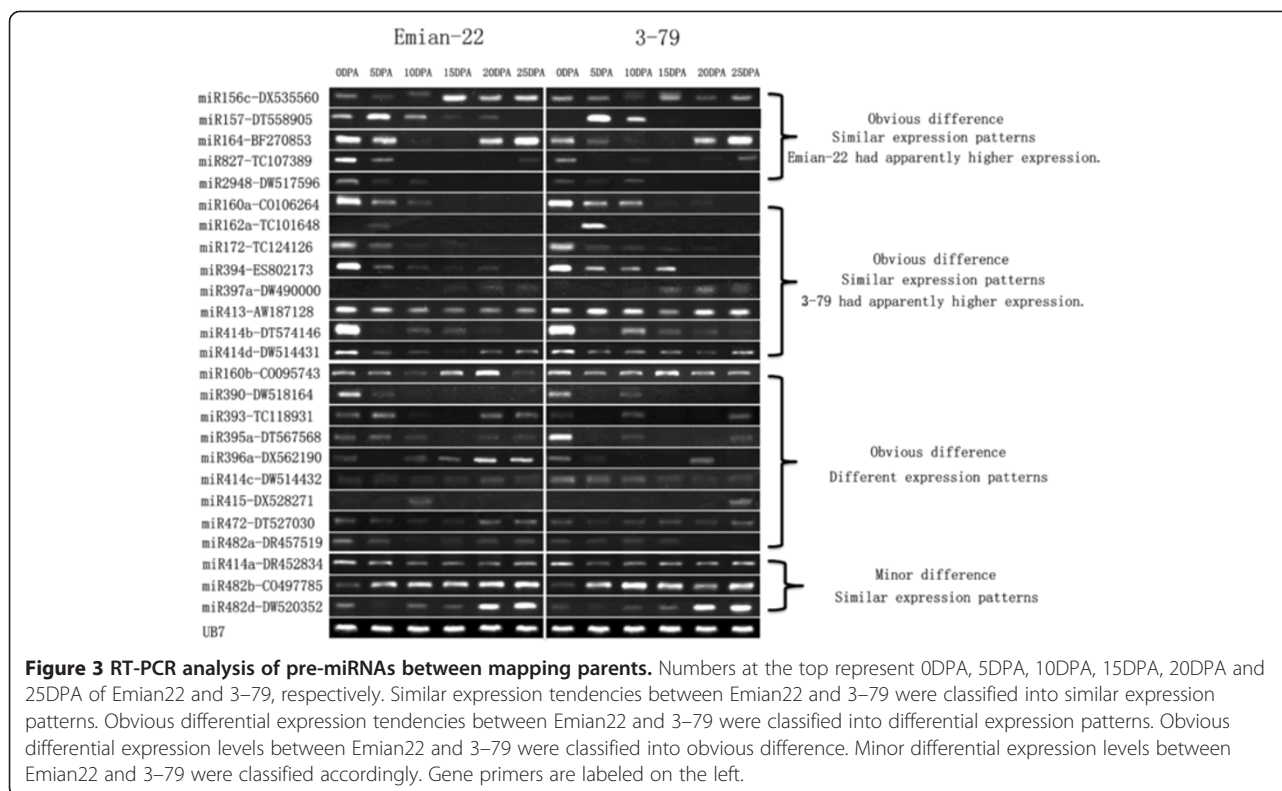 Emian-22 3-79
0DPA 5DPA 10DPA 15DPA 20DPA 25DPA 0DPA 5DPA 10DPA 15DPA 20DPA 25DPA
miR156c-DX535560
miR157-DT558905
miR164-BF270853
miR827-TC107389
miR2948-DW517596
miR160a-CO106264
miR162a-TC101648
miR172-TC124126
miR394-ES802173
miR397a-DW490000
miR413-AW187128
miR414b-DT574146
miR414d-DW514431
miR160b-CO095743
miR390-DW518164
miR393-TC118931
miR395a-DT567568
miR396a-DX562190
miR414c-DW514432
miR415-DX528271
miR472-DT527030
miR482a-DR457519
miR414a-DR452834
miR482b-CO497785
miR482d-DW520352
UB7
Obvious difference
Similar expression patterns
Emian-22 had apparently higher expression.
Obvious difference
Similar expression patterns
3-79 had apparently higher expression.
Obvious difference
Different expression patterns
Minor difference
Similar expression patterns
Figure 3 RT-PCR analysis of pre-miRNAs between mapping parents. Numbers at the top represent 0DPA, 5DPA, 10DPA, 15DPA, 20DPA and
25DPA of Emian22 and 3–79, respectively. Similar expression tendencies between Emian22 and 3–79 were classified into similar expression
patterns. Obvious differential expression tendencies between Emian22 and 3–79 were classified into differential expression patterns. Obvious
differential expression levels between Emian22 and 3–79 were classified into obvious difference. Minor differential expression levels between
Emian22 and 3–79 were classified accordingly. Gene primers are labeled on the left.